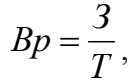 Вр = З/Т,